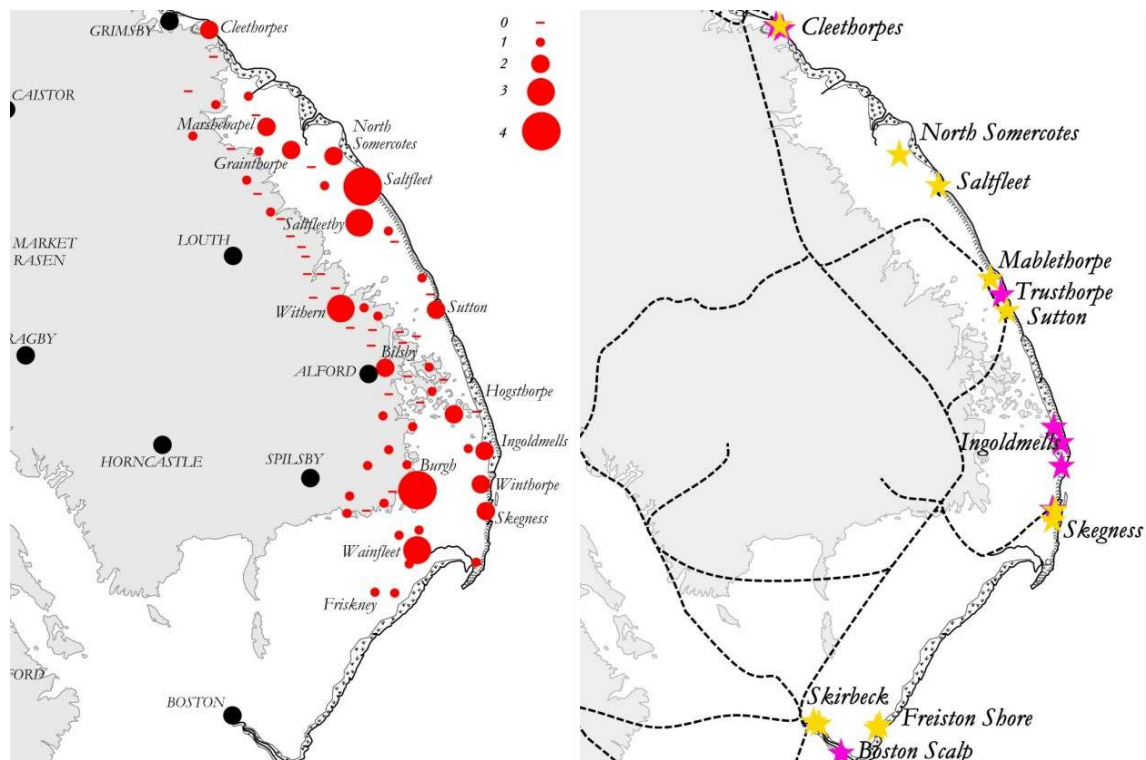 GRIMSBY
Cleethorpes
0
1
2
3
4
CAISTOR
Marshchapel
North
Somercotes
Grainthorpe
Saltfleet
Saltfleetby
LOUTH
MARKET
RASEN
Withern
Sutton
RAGBY
Bilsby
ALFORD
Hogsthorpe
Ingoldmells
HORNCASTLE
SPILSBY
Burgh
Winthorpe
Skegness
Wainfleet
Friskney
FORD
BOSTON
Cleethorpes
North Somercotes
Saltfleet
Mablethorpe
Trusthorpe
Sutton
Ingoldmells
Skegness
Skirbeck
Freiston Shore
Boston Scalp